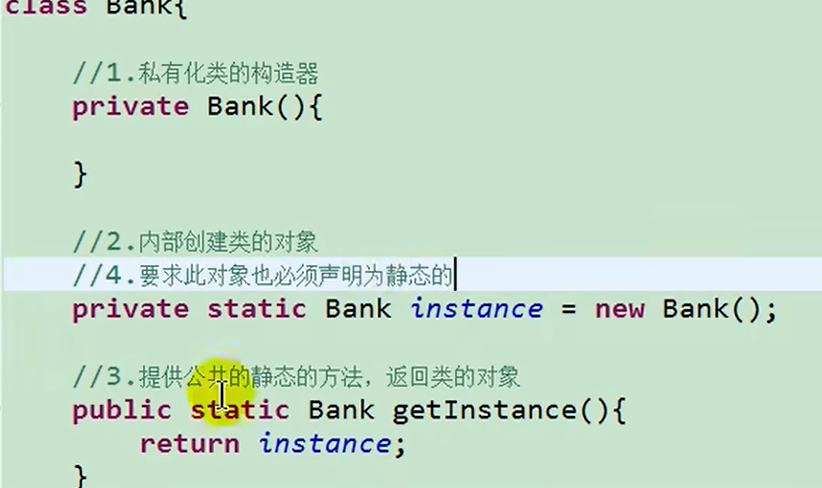 class Bank{
//1.私有化类的构造器
private Bank(){
}
//2.内部创建类的对象
//4.要求此对象也必须声明为静态的
private static Bank instance = new Bank();
//3.提供公共的静态的方法，返回类的对象
public static Bank getInstance(){
return instance;
}